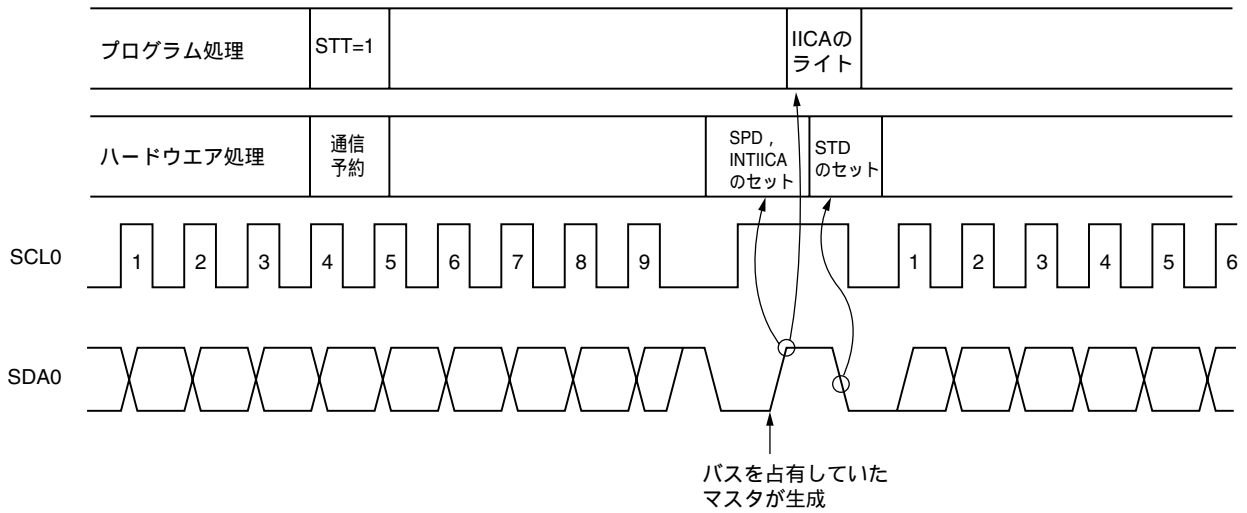 プログラム処理
STT=1
IICAの
ライト
ハードウエア処理
通信
予約
SPD，
INTIICA
のセット
STD
のセット
SCL0
1 2 3 4 5 6 7 8 9 1 2 3 4 5 6
SDA0
バスを占有していた
マスタが生成